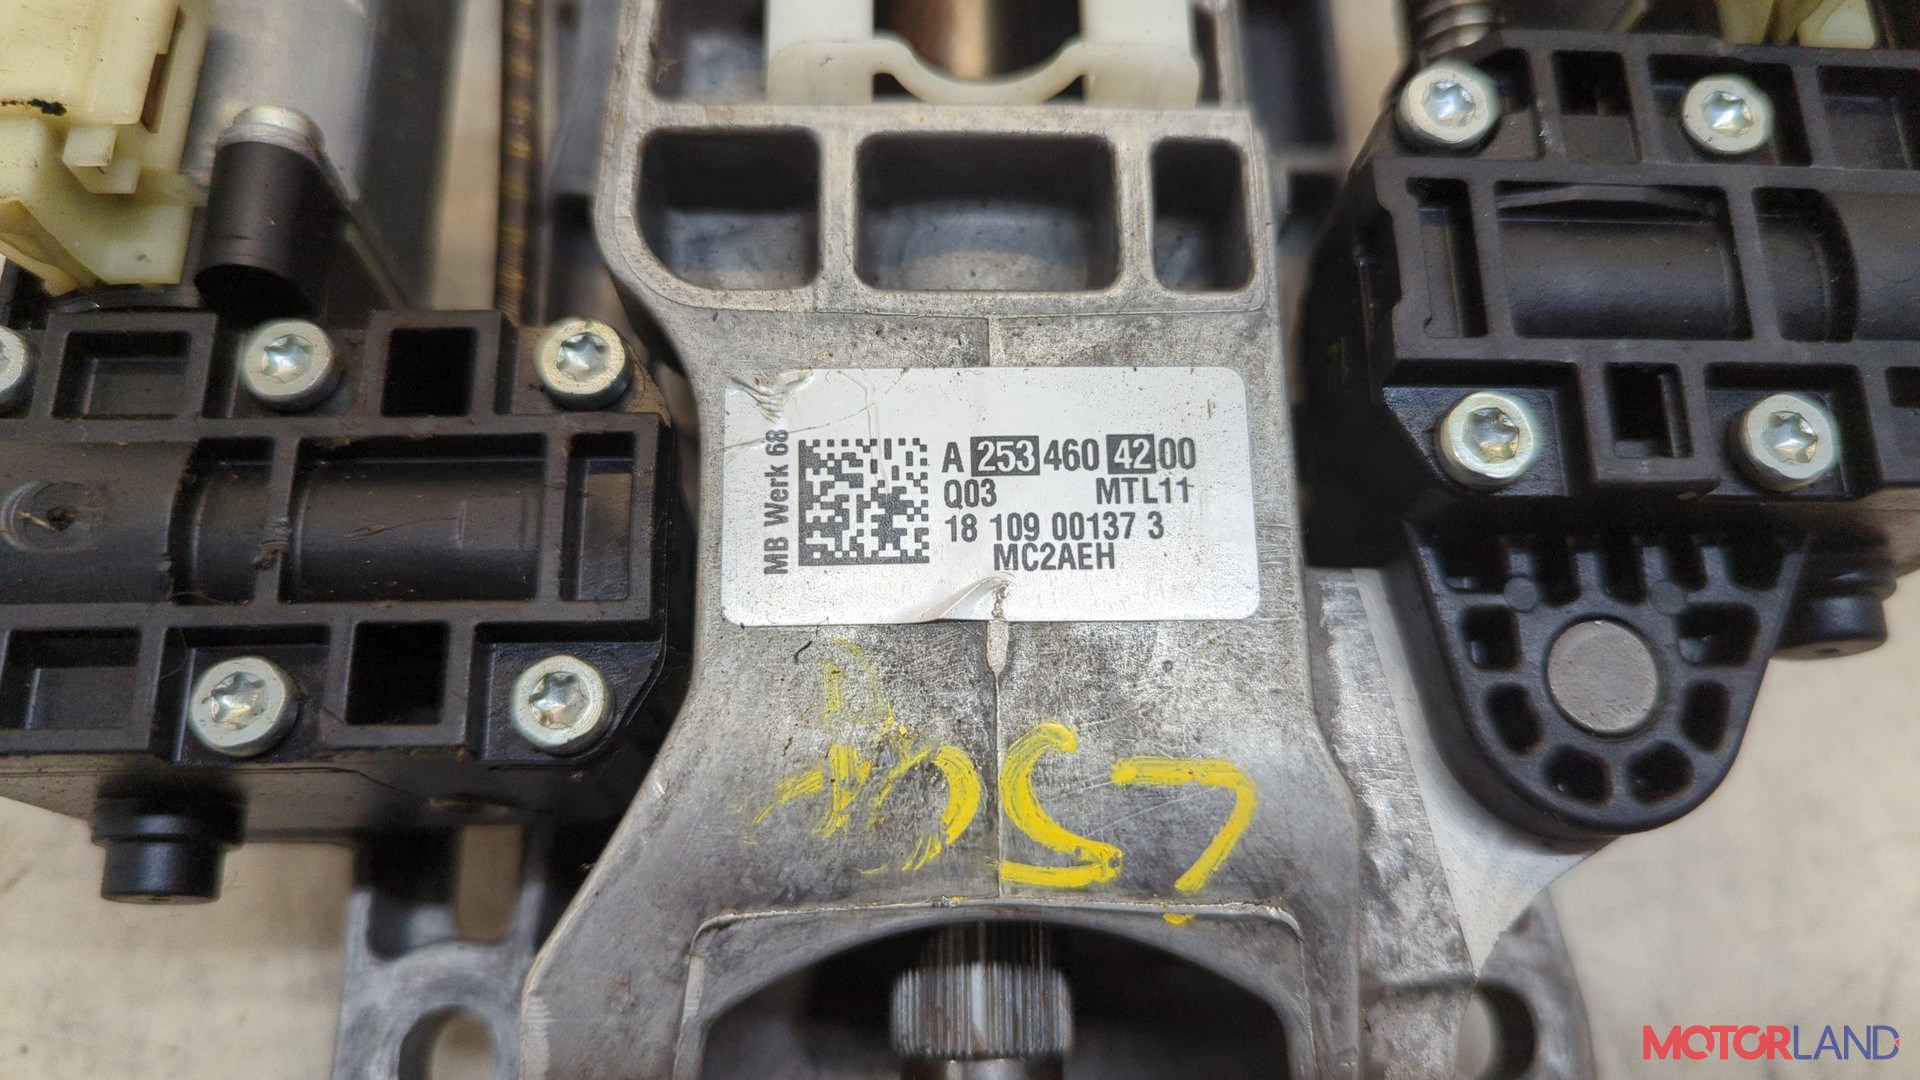 MB Werk 68
A 253 460 42 00
Q03 MTL11
18 109 00137 3
MC2AEH
MOTORLAND